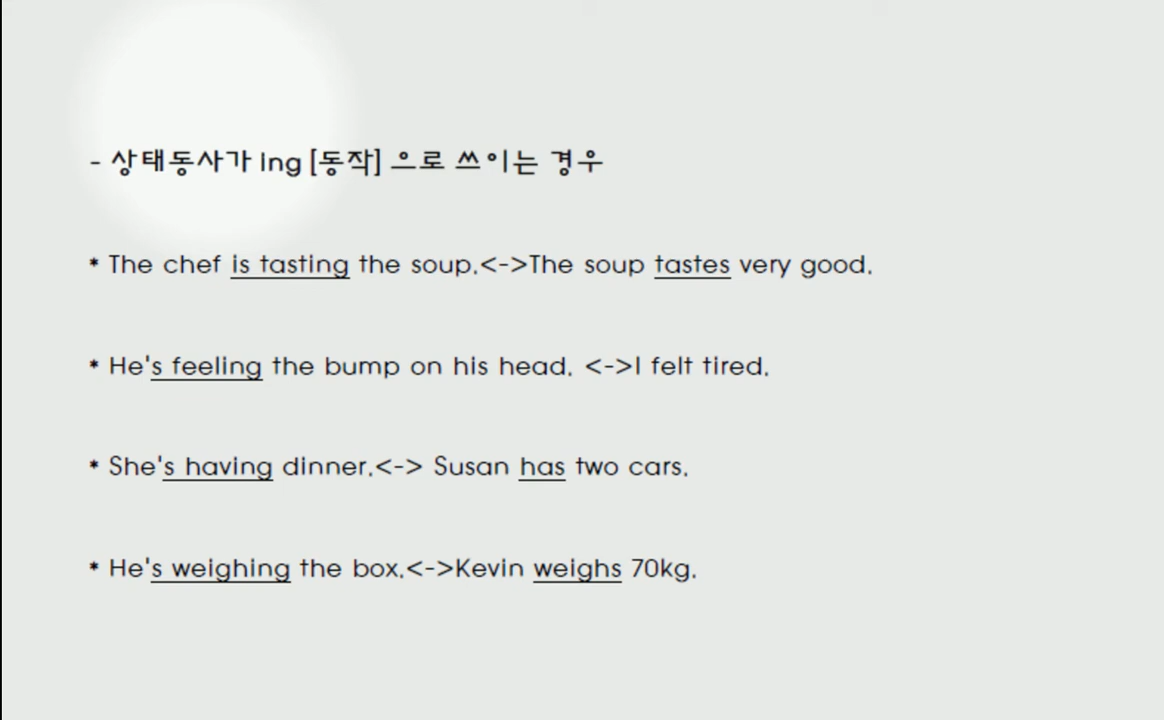 - 상태동사가 ing [동작] 으로 쓰이는 경우
* The chef is tasting the soup.<->The soup tastes very good.
* He's feeling the bump on his head. <->I felt tired.
* She's having dinner.<-> Susan has two cars.
* He's weighing the box.<->Kevin weighs 70kg.